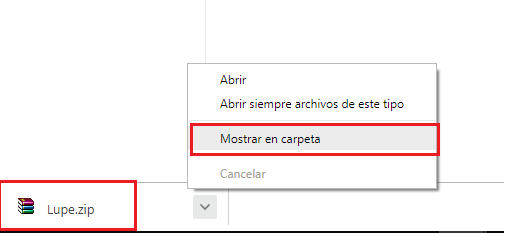 Abrir
Abrir siempre archivos de este tipo
Mostrar en carpeta
Cancelar
Lupe.zip